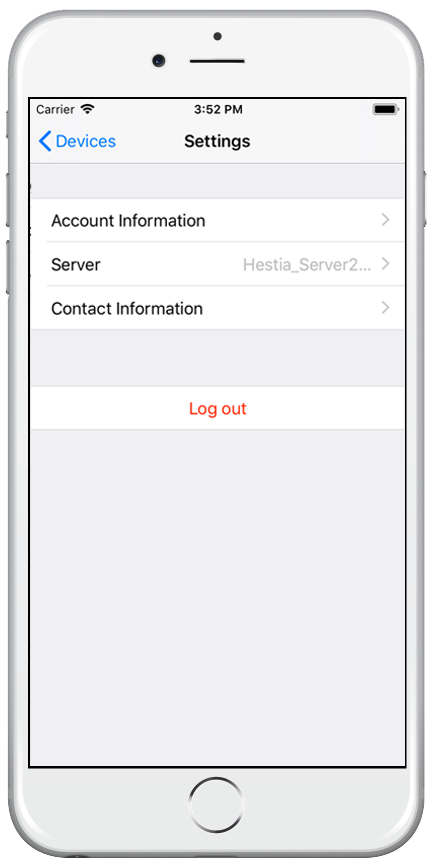 Carrier 3:52 PM
Devices Settings
Account Information
Server Hestia_Server2...
Contact Information
Log out